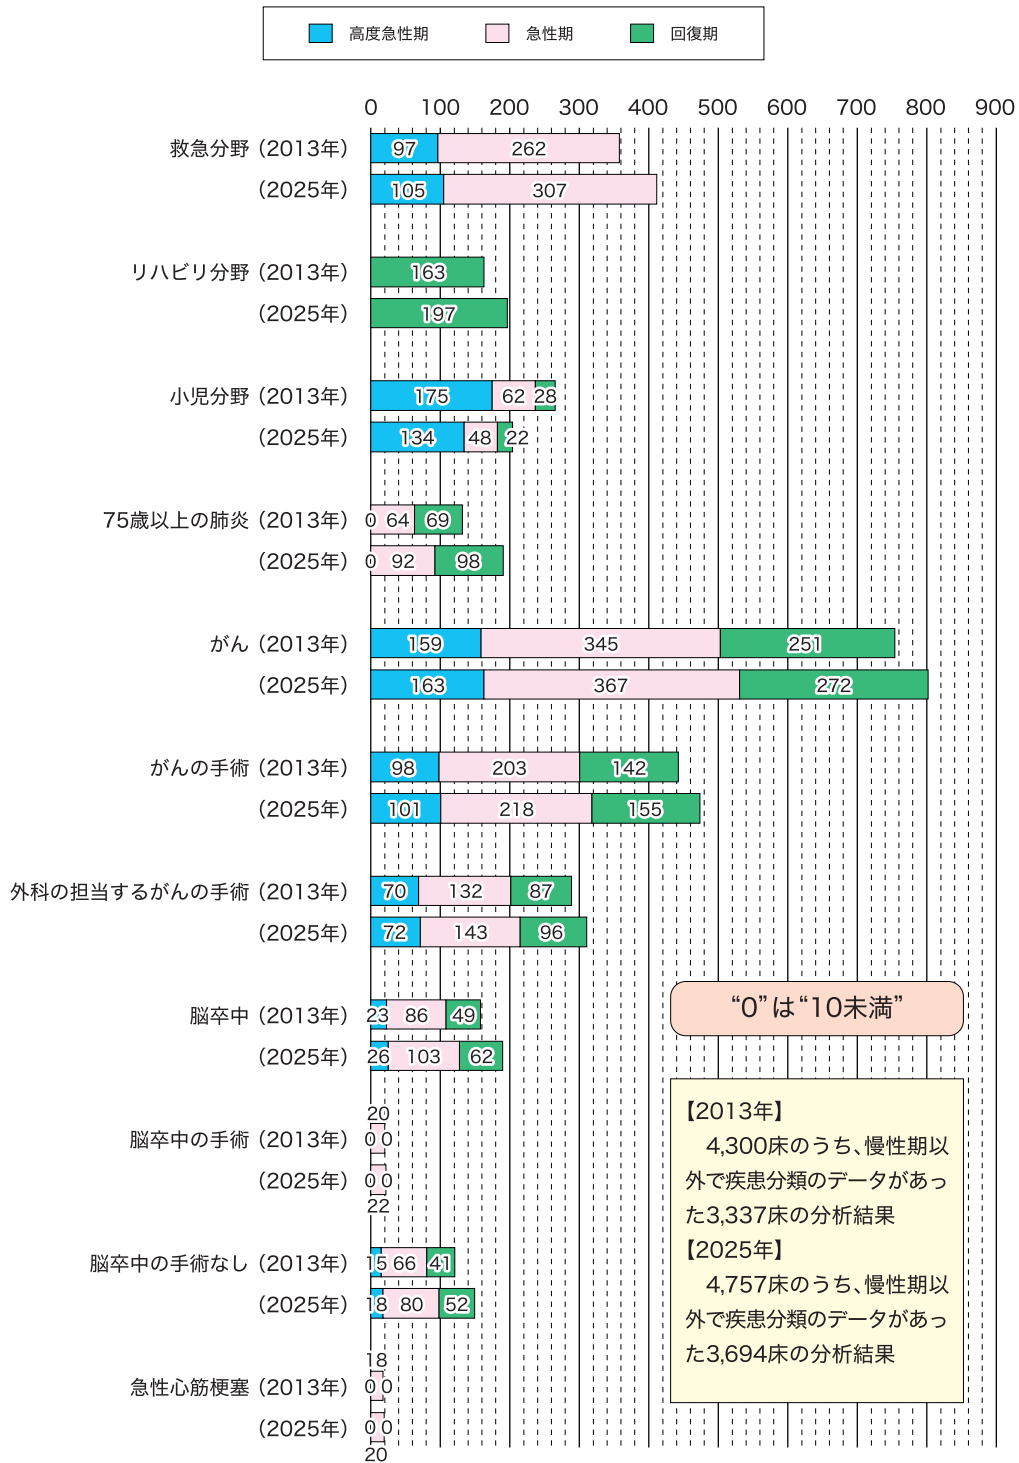 高度急性期 急性期 回復期
0 100 200 300 400 500 600 700 800 900
救急分野（2013年） 97 262
（2025年） 105 307
リハビリ分野（2013年） 163
（2025年） 197
小児分野（2013年） 175 62 28
（2025年） 134 48 22
75歳以上の肺炎（2013年） 0 64 69
（2025年） 0 92 98
がん（2013年） 159 345 251
（2025年） 163 367 272
がんの手術（2013年） 98 203 142
（2025年） 101 218 155
外科の担当するがんの手術（2013年） 70 132 87
（2025年） 72 143 96
脳卒中（2013年） 23 86 49
（2025年） 26 103 62
20
脳卒中の手術（2013年） 0 0
（2025年） 0 0
22
脳卒中の手術なし（2013年） 15 66 41
（2025年） 18 80 52
18
急性心筋梗塞（2013年） 0 0
（2025年） 0 0
20
“0”は“10未満”
【2013年】
4,300床のうち、慢性期以
外で疾患分類のデータがあっ
た3,337床の分析結果
【2025年】
4,757床のうち、慢性期以
外で疾患分類のデータがあっ
た3,694床の分析結果